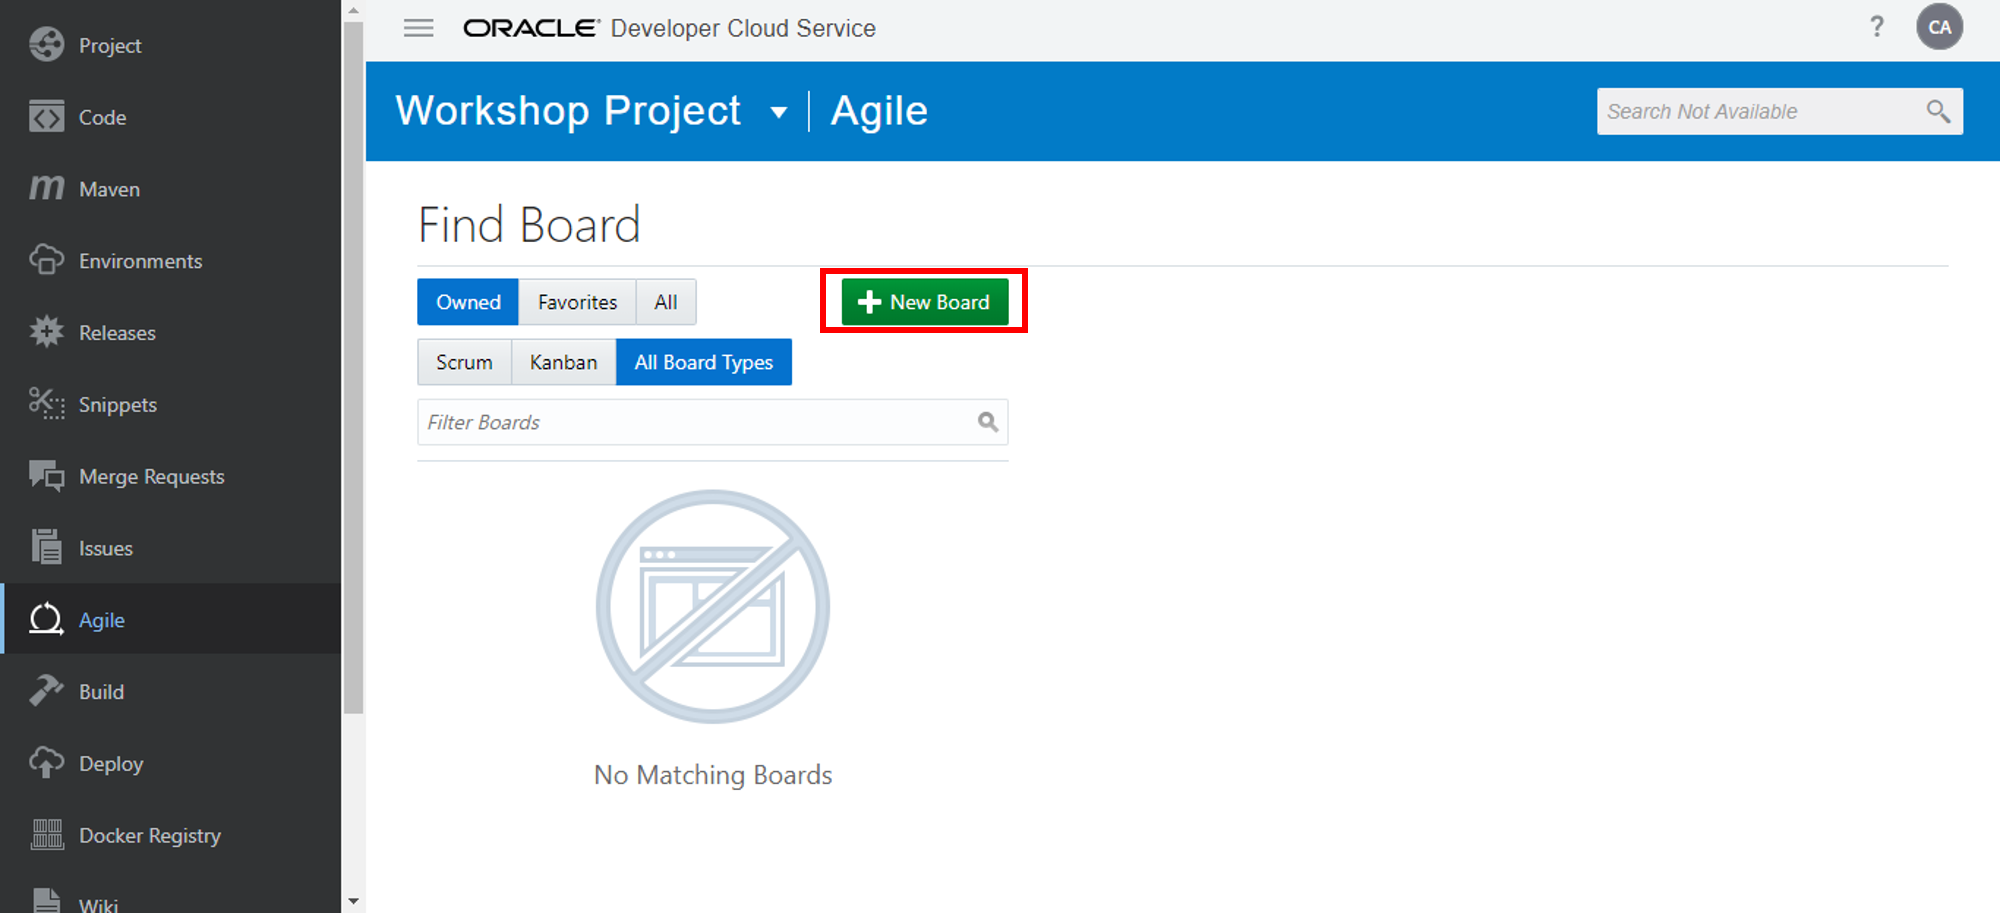 Project
Code
Maven
Environments
Releases
Snippets
Merge Requests
Issues
Agile
Build
Deploy
Docker Registry
Wiki
ORACLE® Developer Cloud Service
? CA
Workshop Project Agile
Search Not Available
Find Board
Owned Favorites All New Board
Scrum Kanban All Board Types
Filter Boards
No Matching Boards